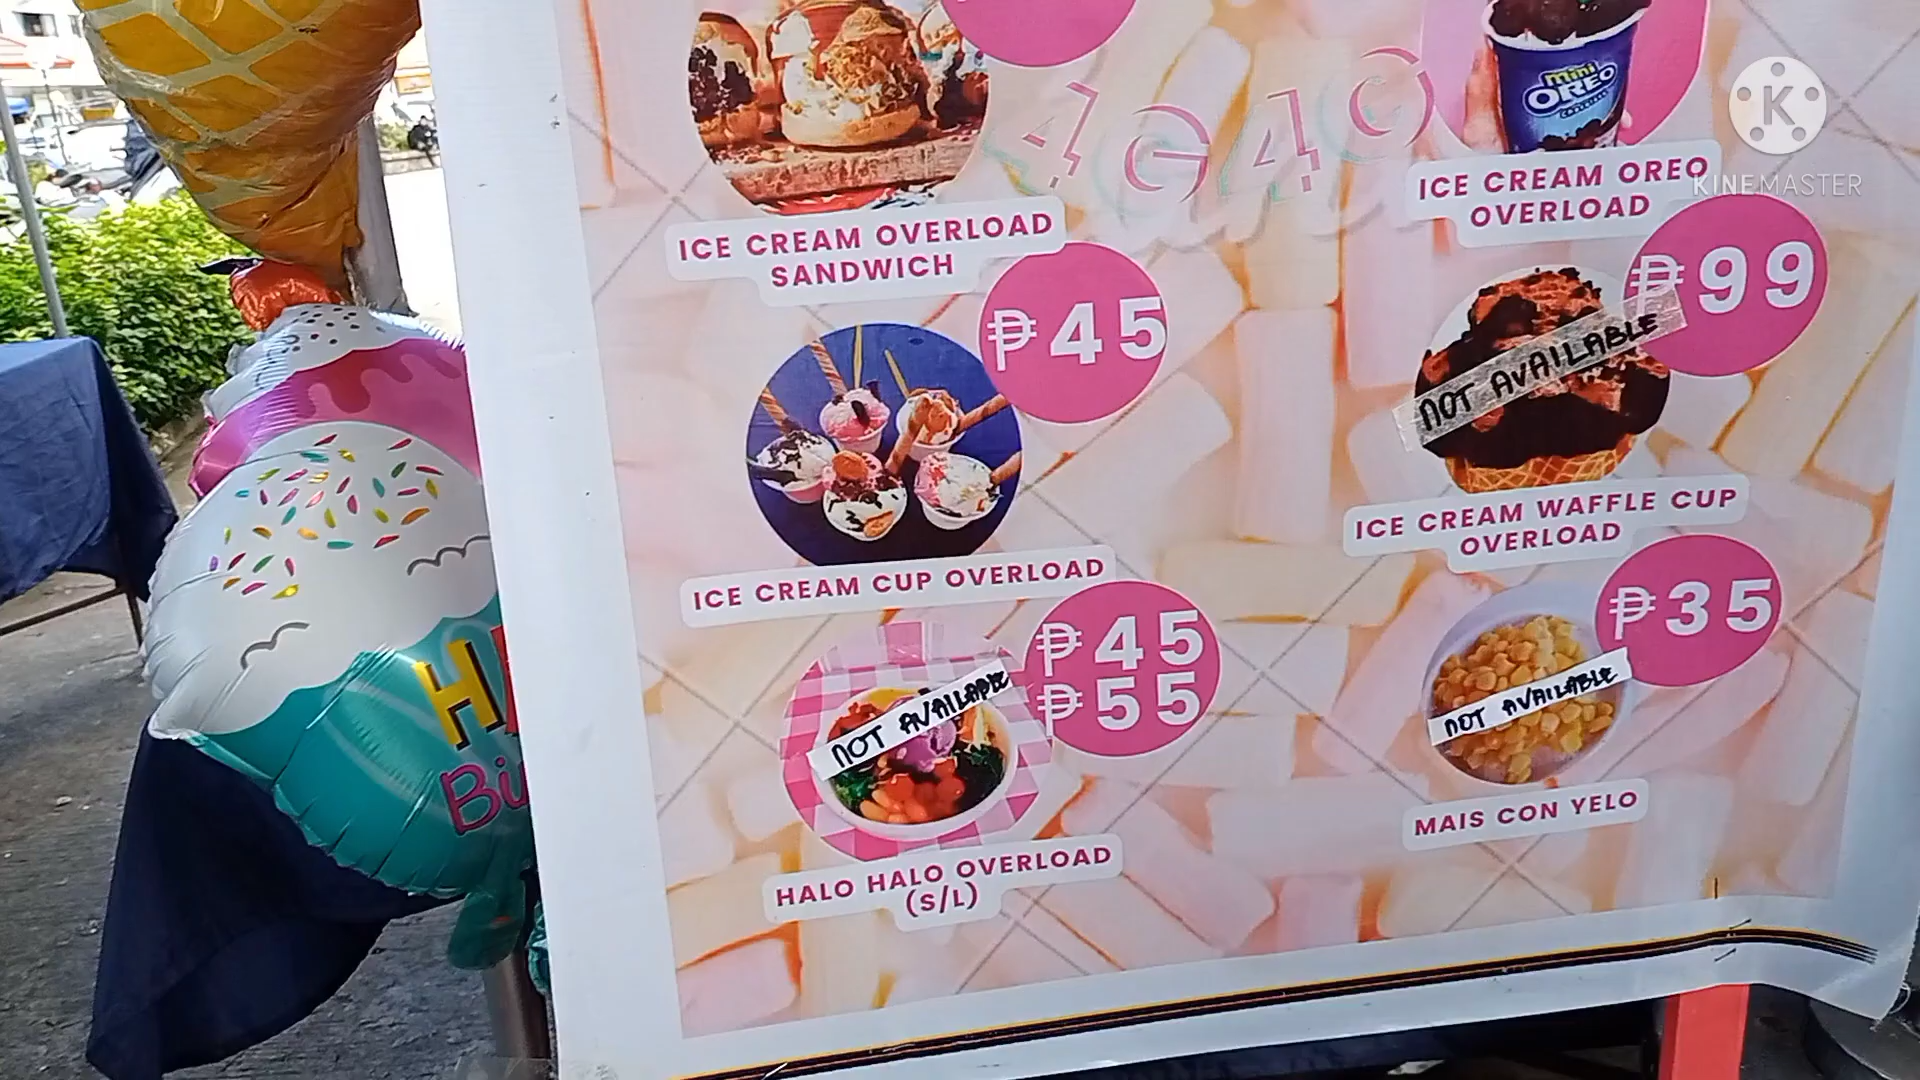 mini
OREO
KINEMASTER
4G4C
ICE CREAM OVERLOAD
SANDWICH
ICE CREAM OREO
OVERLOAD
₱45
₱99
NOT AVAILABLE
ICE CREAM CUP OVERLOAD
ICE CREAM WAFFLE CUP
OVERLOAD
₱45
₱55
₱35
NOT AVAILABLE
NOT AVAILABLE
HALO HALO OVERLOAD
(S/L)
MAIS CON YELO